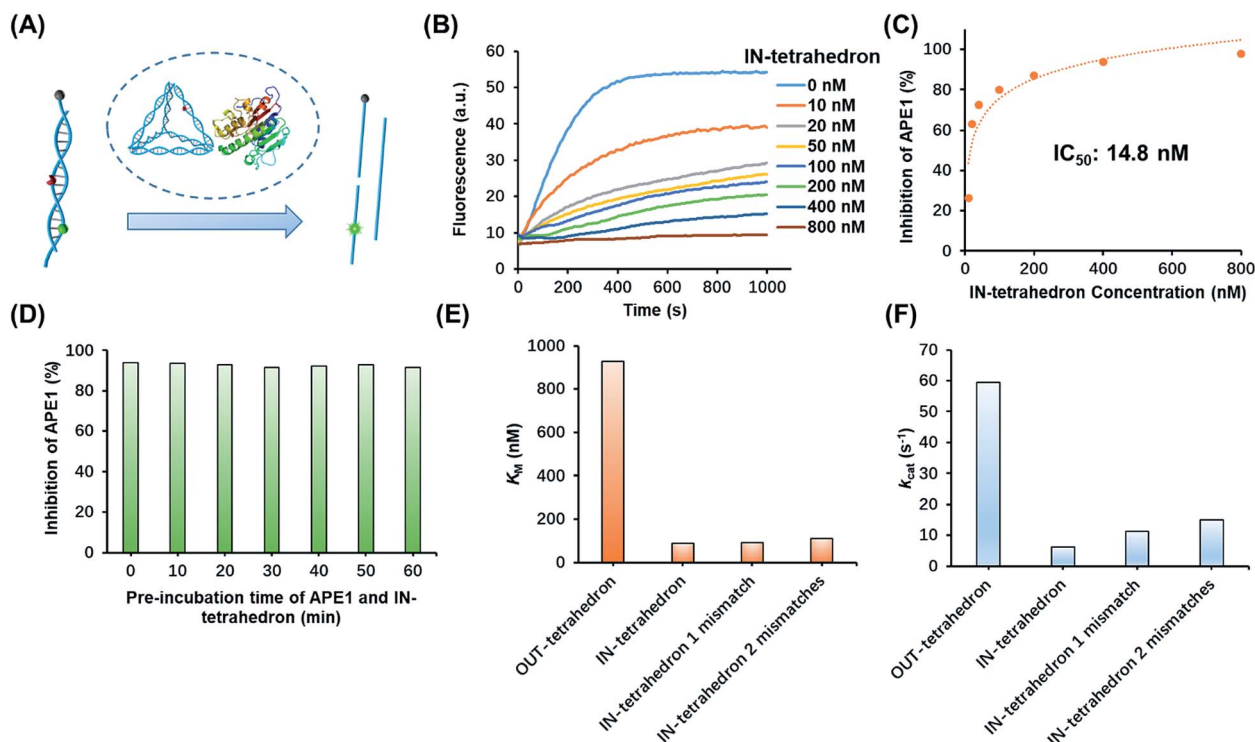 (A)
(B)
Fluorescence (a.u.)
60
50
40
30
20
10
0
0 200 400 600 800 1000
Time (s)
IN-tetrahedron
0 nM
10 nM
20 nM
50 nM
100 nM
200 nM
400 nM
800 nM
(C)
Inhibition of APE1 (%)
100
80
60
40
20
0
0 200 400 600 800
IN-tetrahedron Concentration (nM)
IC50: 14.8 nM
(D)
Inhibition of APE1 (%)
100
80
60
40
20
0
0 10 20 30 40 50 60
Pre-incubation time of APE1 and IN-
tetrahedron (min)
(E)
KM (nM)
1000
800
600
400
200
0
OUT-tetrahedron
IN-tetrahedron
IN-tetrahedron 1 mismatch
IN-tetrahedron 2 mismatches
(F)
kcat (s-1)
70
60
50
40
30
20
10
0
OUT-tetrahedron
IN-tetrahedron
IN-tetrahedron 1 mismatch
IN-tetrahedron 2 mismatches